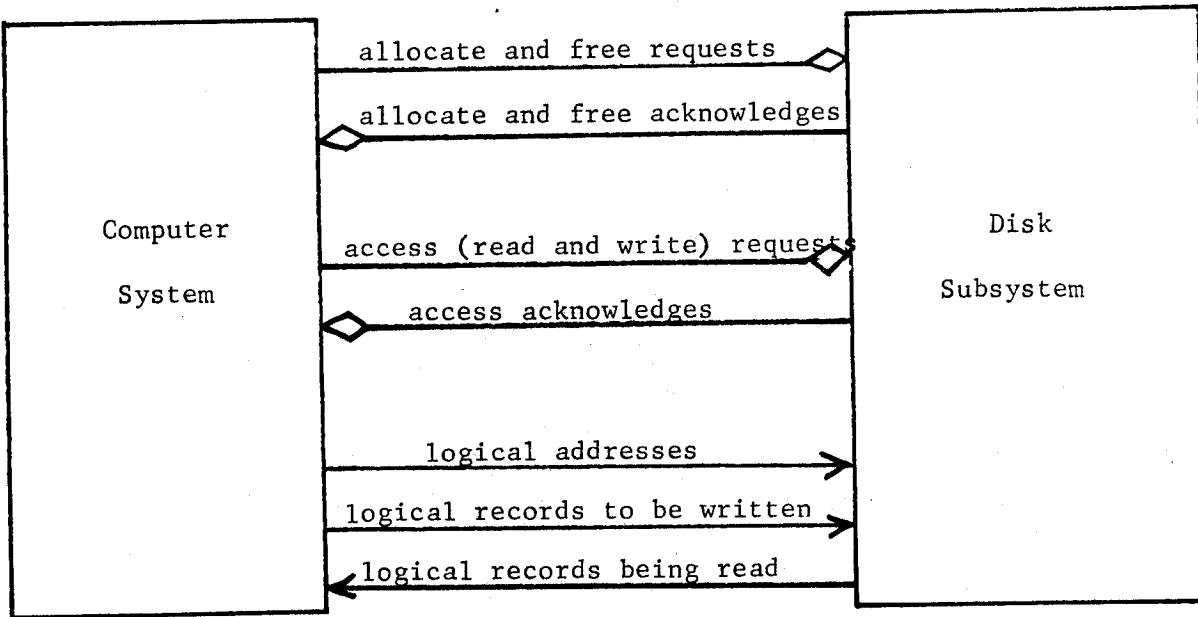 allocate and free requests
allocate and free acknowledges
Computer
System
access (read and write) requests
access acknowledges
Disk
Subsystem
logical addresses
logical records to be written
logical records being read